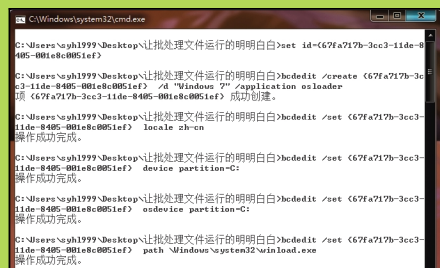 C:\Windows\system32\cmd.exe
C:\Users\syhl999\Desktop\让批处理文件运行的明明白白>set id={67fa717b-3cc3-11de-8
405-001e8c0051ef}
C:\Users\syhl999\Desktop\让批处理文件运行的明明白白>bcdedit /create {67fa717b-3c
c3-11de-8405-001e8c0051ef} /d "Windows 7" /application osloader
项 {67fa717b-3cc3-11de-8405-001e8c0051ef} 成功创建。
C:\Users\syhl999\Desktop\让批处理文件运行的明明白白>bcdedit /set {67fa717b-3cc3-
11de-8405-001e8c0051ef} locale zh-cn
操作成功完成。
C:\Users\syhl999\Desktop\让批处理文件运行的明明白白>bcdedit /set {67fa717b-3cc3-
11de-8405-001e8c0051ef} device partition=C:
操作成功完成。
C:\Users\syhl999\Desktop\让批处理文件运行的明明白白>bcdedit /set {67fa717b-3cc3-
11de-8405-001e8c0051ef} osdevice partition=C:
操作成功完成。
C:\Users\syhl999\Desktop\让批处理文件运行的明明白白>bcdedit /set {67fa717b-3cc3-
11de-8405-001e8c0051ef} path \Windows\system32\winload.exe
操作成功完成。